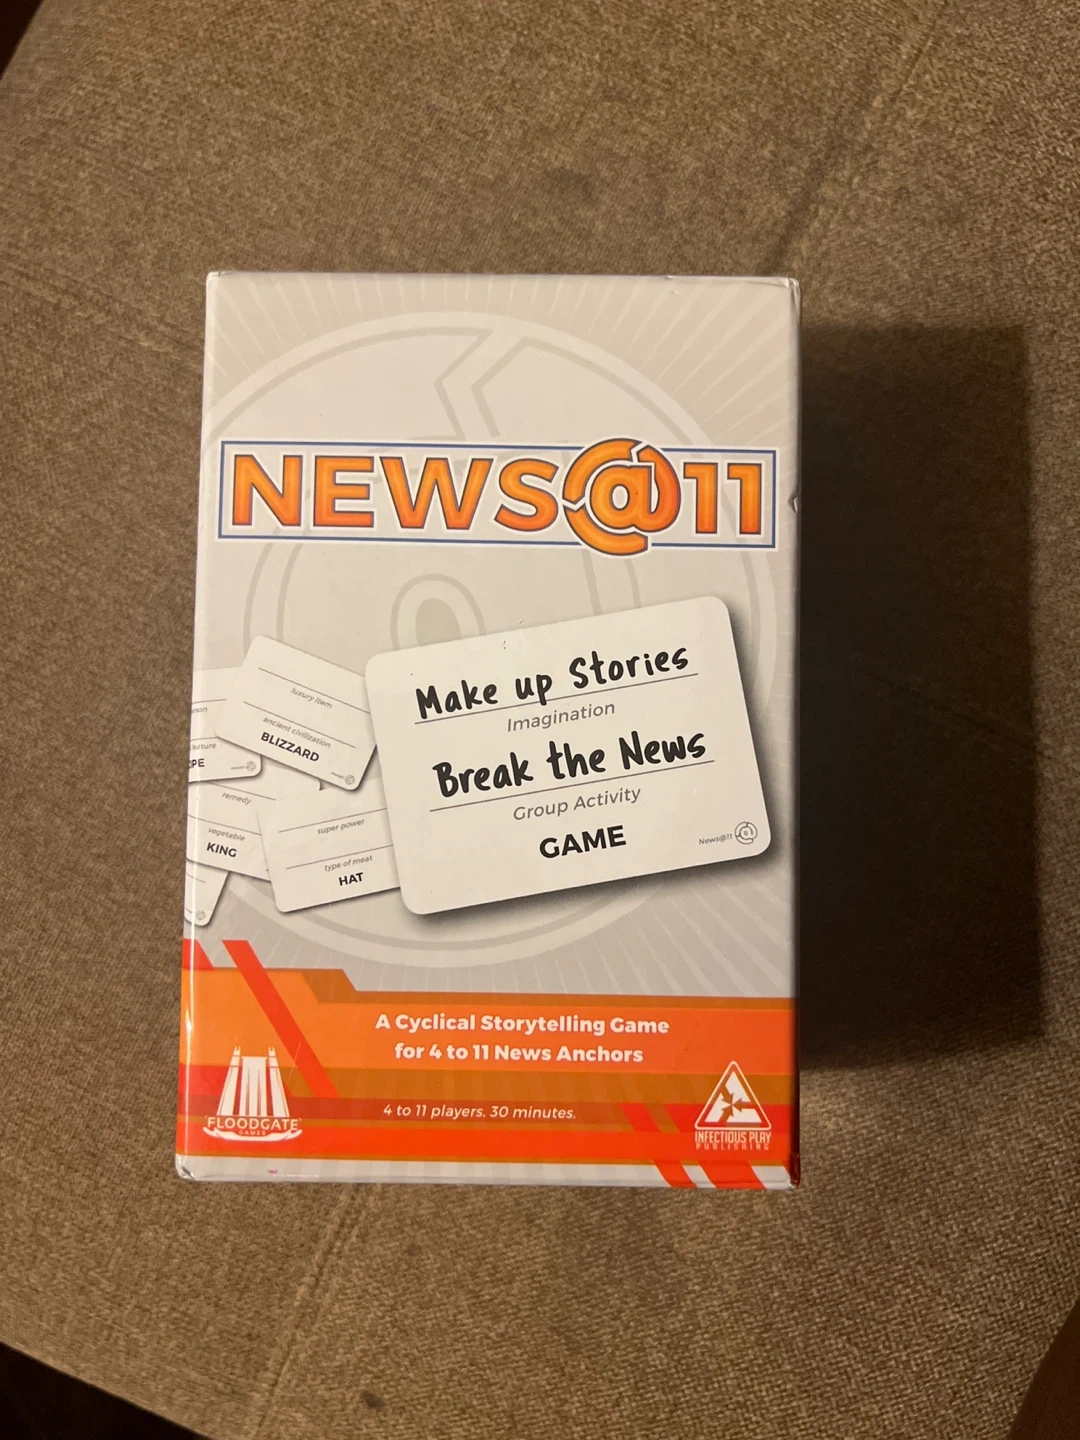 NEWS@11
Make up Stories
Imagination
Break the News
Group Activity
GAME
News@11
luxury item
ancient civilization
BLIZZARD
remedy
vegetable
KING
super power
type of meat
HAT
A Cyclical Storytelling Game
for 4 to 11 News Anchors
4 to 11 players. 30 minutes.
FLOODGATE
GAMES
INFECTIOUS PLAY
PUBLISHING